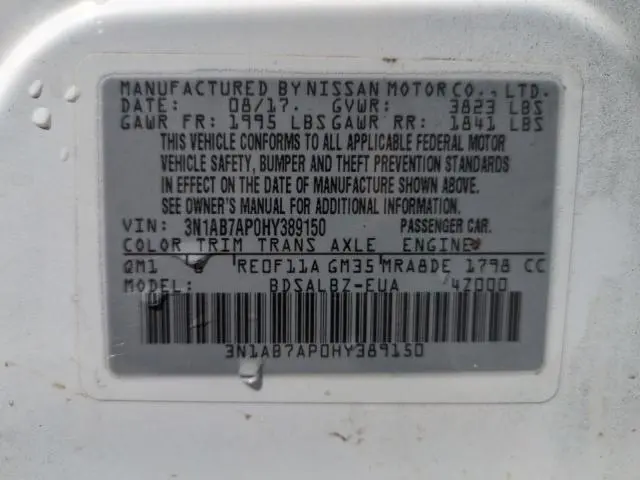 MANUFACTURED BY NISSAN MOTOR CO., LTD.
DATE: 08/17. GVWR: 3823 LBS
GAWR FR: 1995 LBS GAWR RR: 1841 LBS
THIS VEHICLE CONFORMS TO ALL APPLICABLE FEDERAL MOTOR
VEHICLE SAFETY, BUMPER AND THEFT PREVENTION STANDARDS
IN EFFECT ON THE DATE OF MANUFACTURE SHOWN ABOVE.
SEE OWNER'S MANUAL FOR ADDITIONAL INFORMATION.
VIN: 3N1AB7AP0HY389150 PASSENGER CAR.
COLOR TRIM TRANS AXLE ENGINE
QM1 RE0F11A GM35 MRA8DE 1798 CC
MODEL: BDSALBZ-EUA 4Z000
3N1AB7AP0HY389150